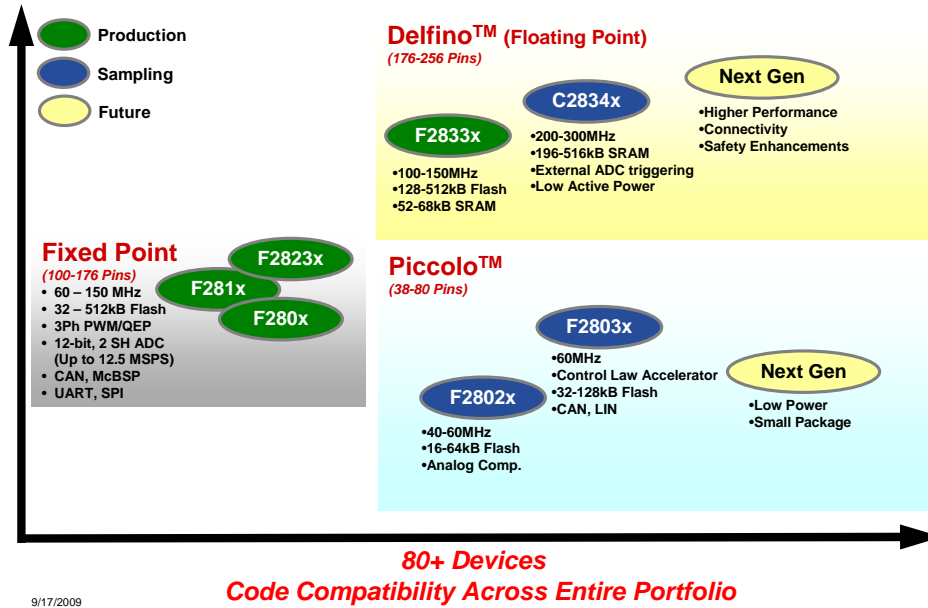 Production
Sampling
Future
Delfino™ (Floating Point)
(176-256 Pins)
F2833x
•100-150MHz
•128-512kB Flash
•52-68kB SRAM
C2834x
•200-300MHz
•196-516kB SRAM
•External ADC triggering
•Low Active Power
Next Gen
•Higher Performance
•Connectivity
•Safety Enhancements
Fixed Point
(100-176 Pins)
• 60 – 150 MHz
• 32 – 512kB Flash
• 3Ph PWM/QEP
• 12-bit, 2 SH ADC
(Up to 12.5 MSPS)
• CAN, McBSP
• UART, SPI
F2823x
F281x
F280x
Piccolo™
(38-80 Pins)
F2802x
•40-60MHz
•16-64kB Flash
•Analog Comp.
F2803x
•60MHz
•Control Law Accelerator
•32-128kB Flash
•CAN, LIN
Next Gen
•Low Power
•Small Package
80+ Devices
Code Compatibility Across Entire Portfolio
9/17/2009